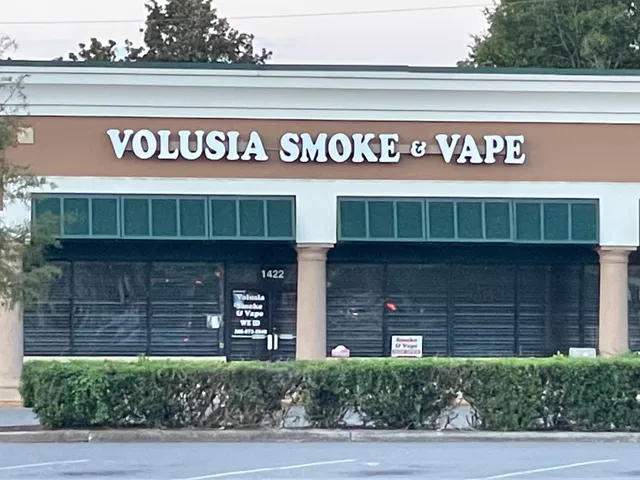 VOLUSIA SMOKE & VAPE
1422
Volusia
Smoke
& Vape
WE ID
Smoke
& Vape